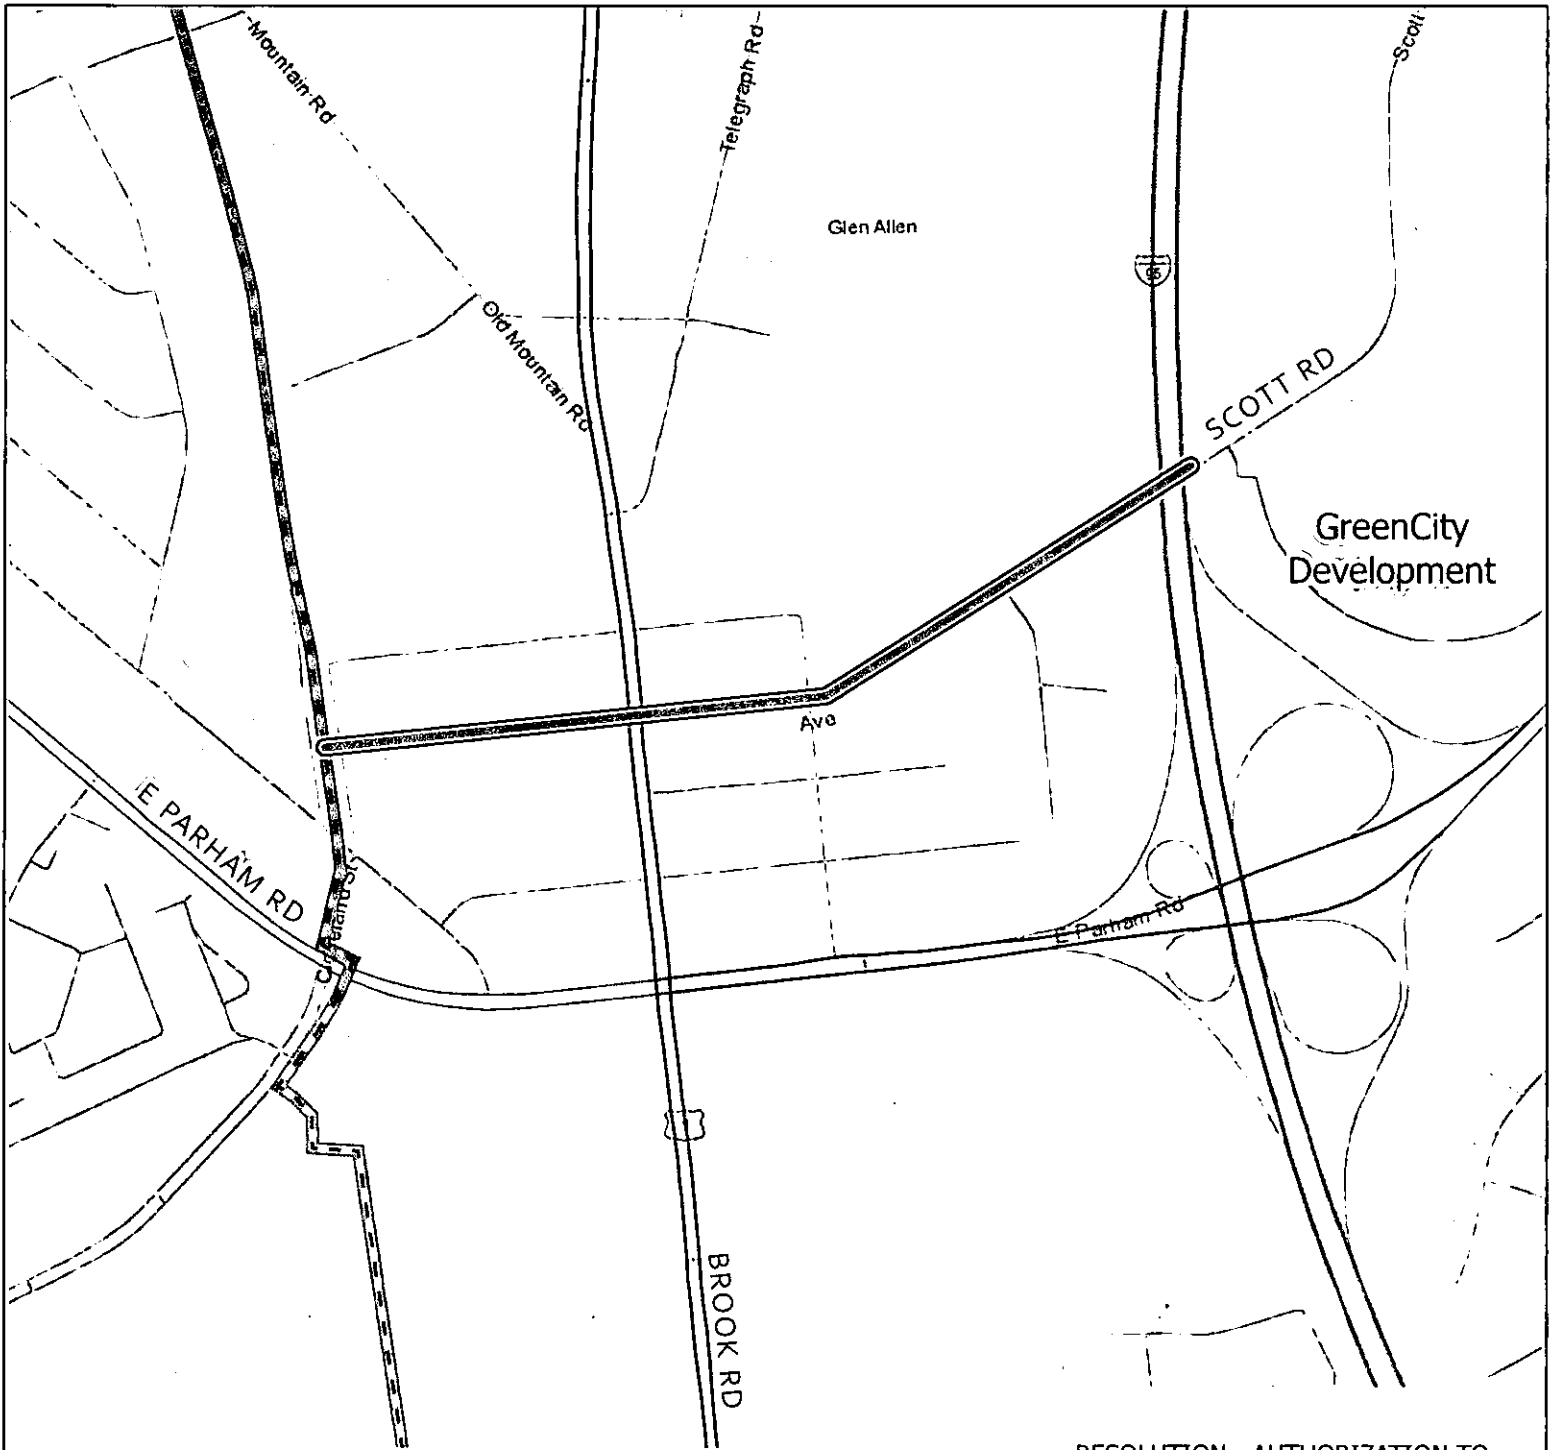 Mountain Rd
Telegraph Rd
Scott
Glen Allen
95
Old Mountain Rd
SCOTT RD
GreenCity
Development
Ave
E PARHAM RD
E Parham Rd
BROOK RD
RESOLUTION - AUTHORIZATION TO